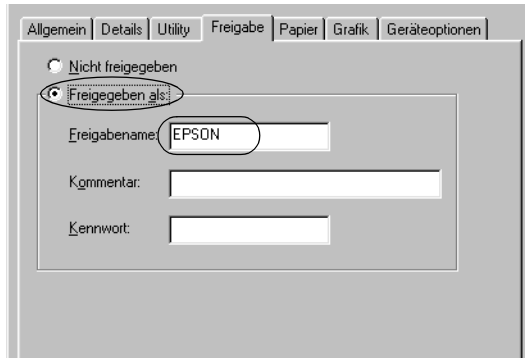 Allgemein Details Utility Freigabe Papier Grafik Geräteoptionen
Nicht freigegeben
Freigegeben als:
Freigabename: EPSON
Kommentar:
Kennwort: